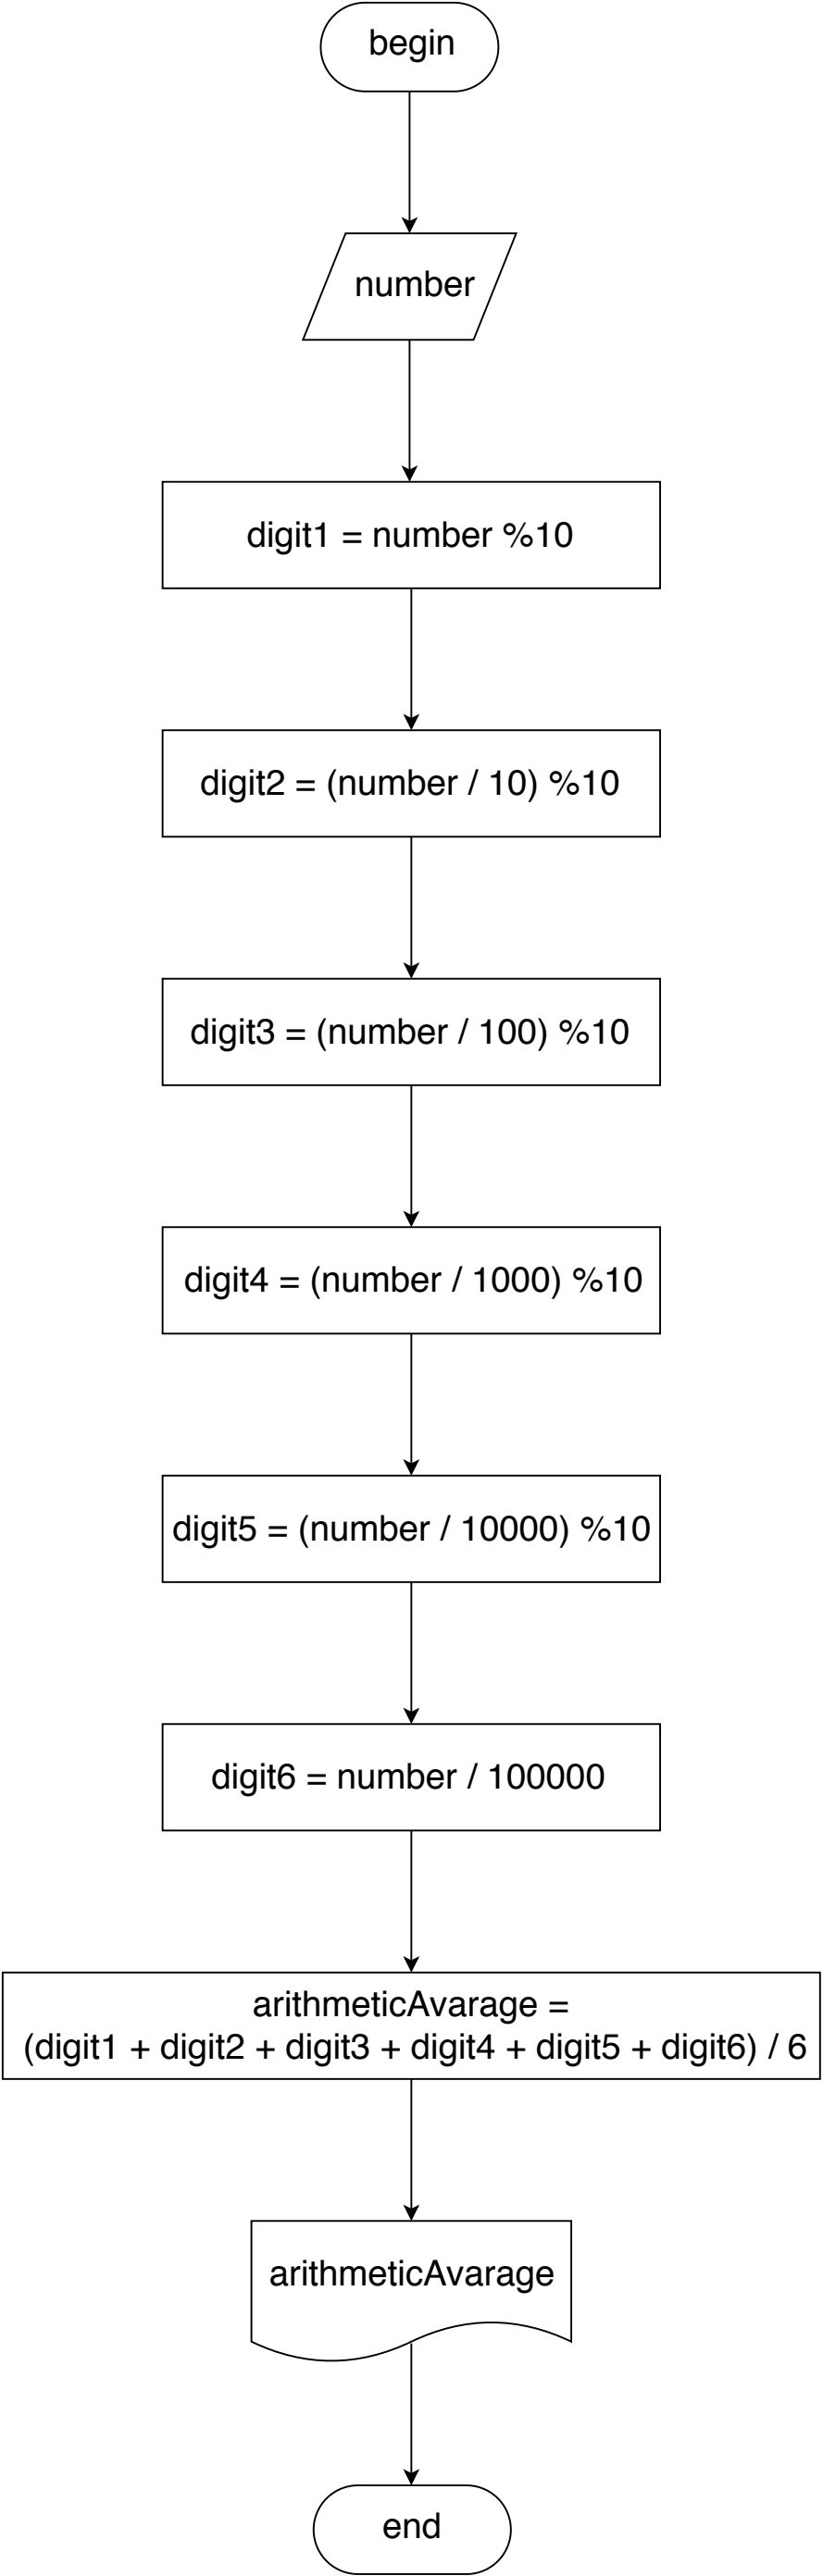 begin
number
digit1 = number %10
digit2 = (number / 10) %10
digit3 = (number / 100) %10
digit4 = (number / 1000) %10
digit5 = (number / 10000) %10
digit6 = number / 100000
arithmeticAvarage =
(digit1 + digit2 + digit3 + digit4 + digit5 + digit6) / 6
arithmeticAvarage
end